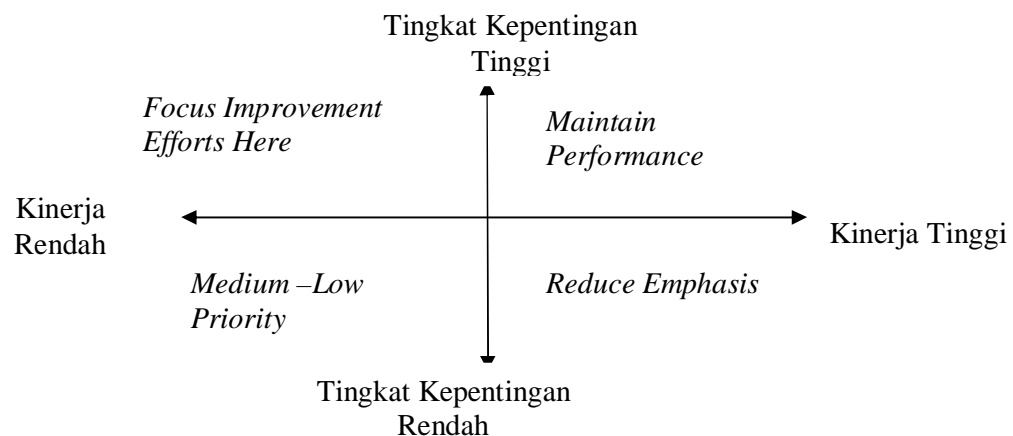 Tingkat Kepentingan
Tinggi
Focus Improvement
Efforts Here
Maintain
Performance
Kinerja
Rendah
Kinerja Tinggi
Medium –Low
Priority
Reduce Emphasis
Tingkat Kepentingan
Rendah